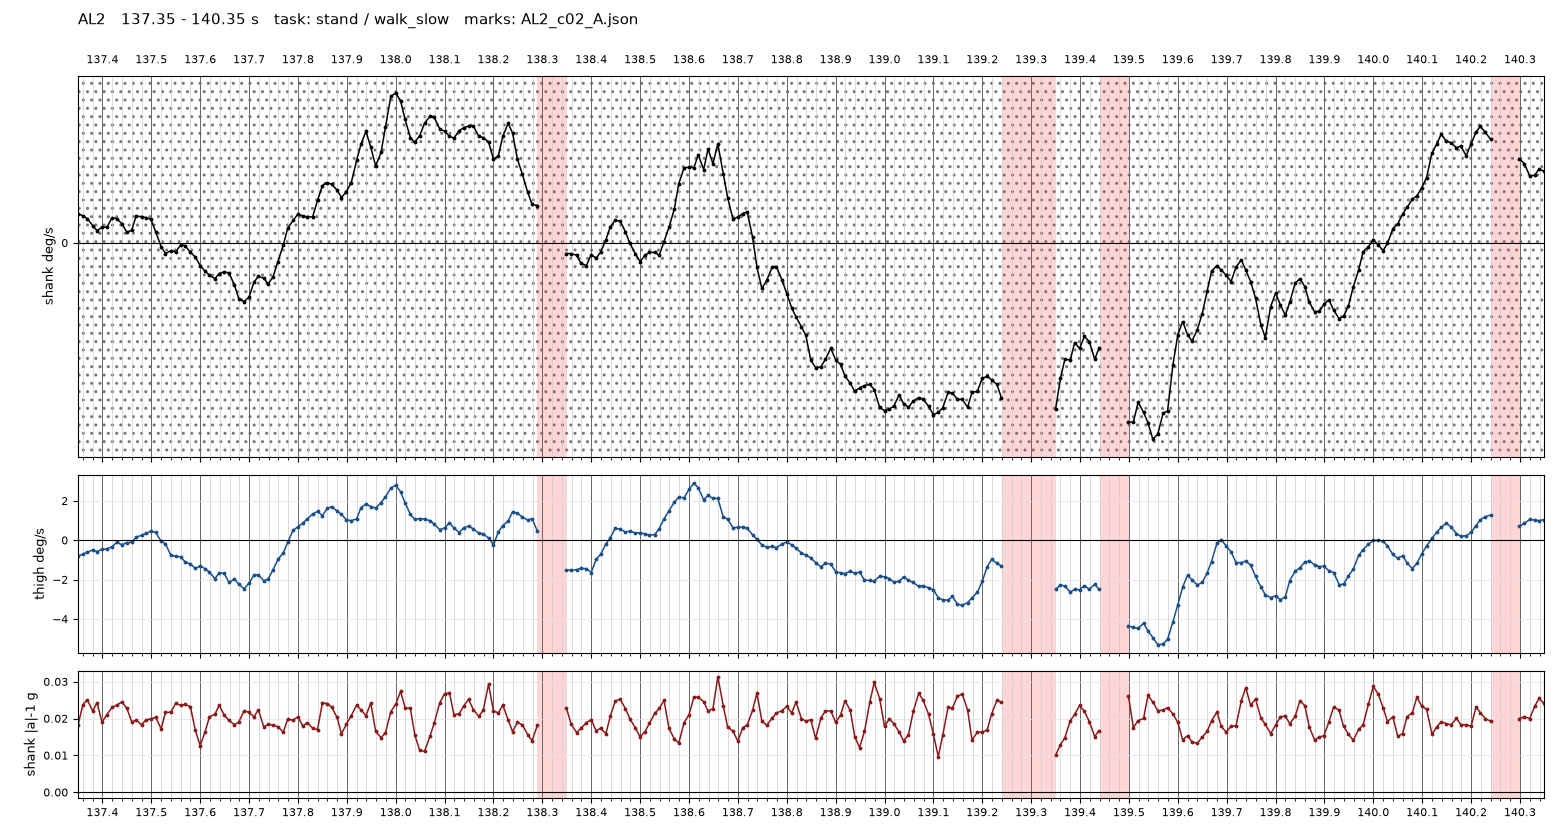 AL2 137.35 - 140.35 s task: stand / walk_slow marks: AL2_c02_A.json
137.4 137.5 137.6 137.7 137.8 137.9 138.0 138.1 138.2 138.3 138.4 138.5 138.6 138.7 138.8 138.9 139.0 139.1 139.2 139.3 139.4 139.5 139.6 139.7 139.8 139.9 140.0 140.1 140.2 140.3
shank deg/s
0
thigh deg/s
2
0
−2
−4
shank |a|-1 g
0.03
0.02
0.01
0.00
137.4 137.5 137.6 137.7 137.8 137.9 138.0 138.1 138.2 138.3 138.4 138.5 138.6 138.7 138.8 138.9 139.0 139.1 139.2 139.3 139.4 139.5 139.6 139.7 139.8 139.9 140.0 140.1 140.2 140.3